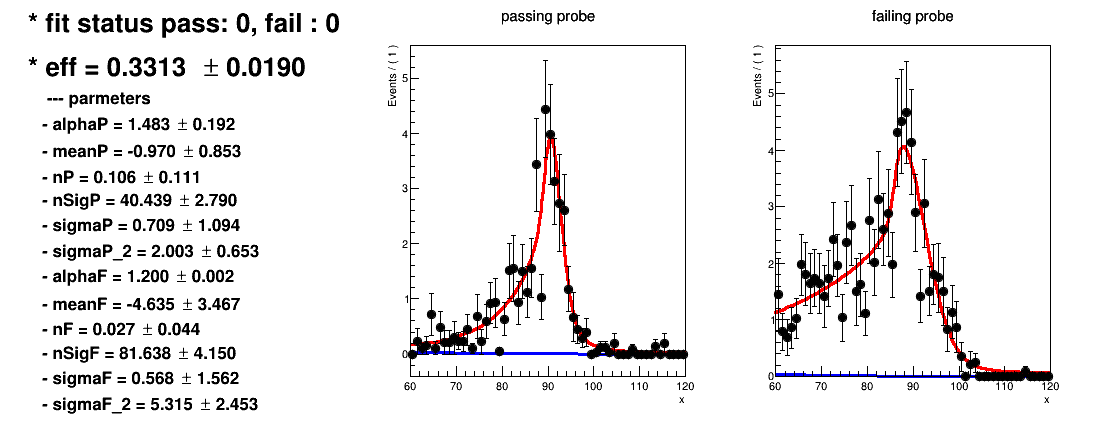 * fit status pass: 0, fail : 0
* eff = 0.3313 ± 0.0190
--- parmeters
- alphaP = 1.483 ± 0.192
- meanP = -0.970 ± 0.853
- nP = 0.106 ± 0.111
- nSigP = 40.439 ± 2.790
- sigmaP = 0.709 ± 1.094
- sigmaP_2 = 2.003 ± 0.653
- alphaF = 1.200 ± 0.002
- meanF = -4.635 ± 3.467
- nF = 0.027 ± 0.044
- nSigF = 81.638 ± 4.150
- sigmaF = 0.568 ± 1.562
- sigmaF_2 = 5.315 ± 2.453
passing probe
Events / ( 1 )
5
4
3
2
1
0
60 70 80 90 100 110 120
x
failing probe
Events / ( 1 )
5
4
3
2
1
0
60 70 80 90 100 110 120
x